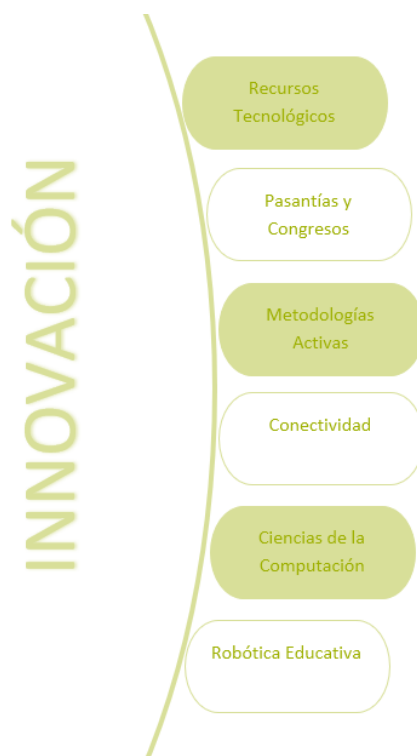 INNOVACIÓN
Recursos
Tecnológicos
Pasantías y
Congresos
Metodologías
Activas
Conectividad
Ciencias de la
Computación
Robótica Educativa